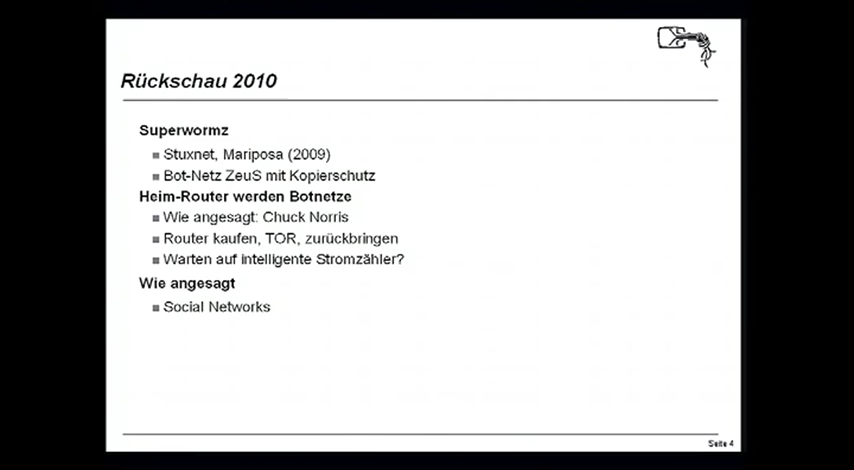 Rückschau 2010
Superwormz
Stuxnet, Mariposa (2009)
Bot-Netz ZeuS mit Kopierschutz
Heim-Router werden Botnetze
Wie angesagt: Chuck Norris
Router kaufen, TOR, zurückbringen
Warten auf intelligente Stromzähler?
Wie angesagt
Social Networks
Seite 4